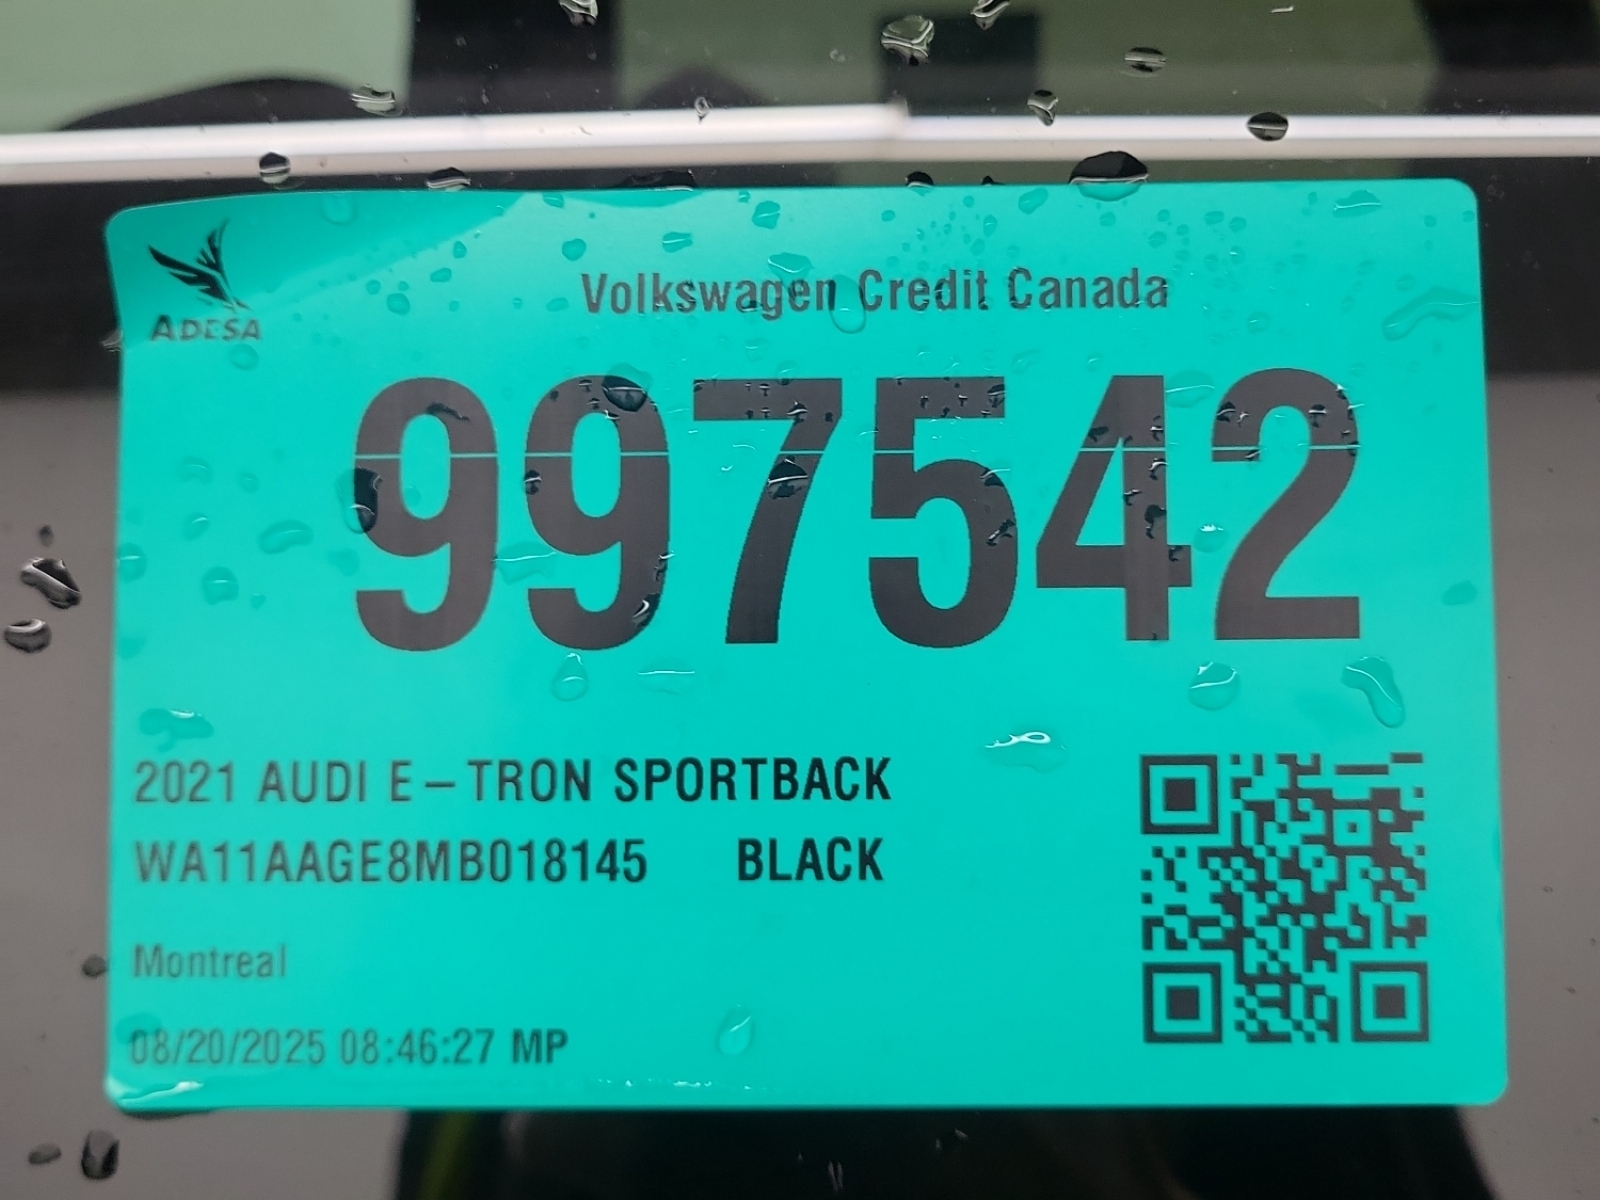 ADESA
Volkswagen Credit Canada
997542
2021 AUDI E-TRON SPORTBACK
WA11AAGE8MB018145 BLACK
Montreal
08/20/2025 08:46:27 MP